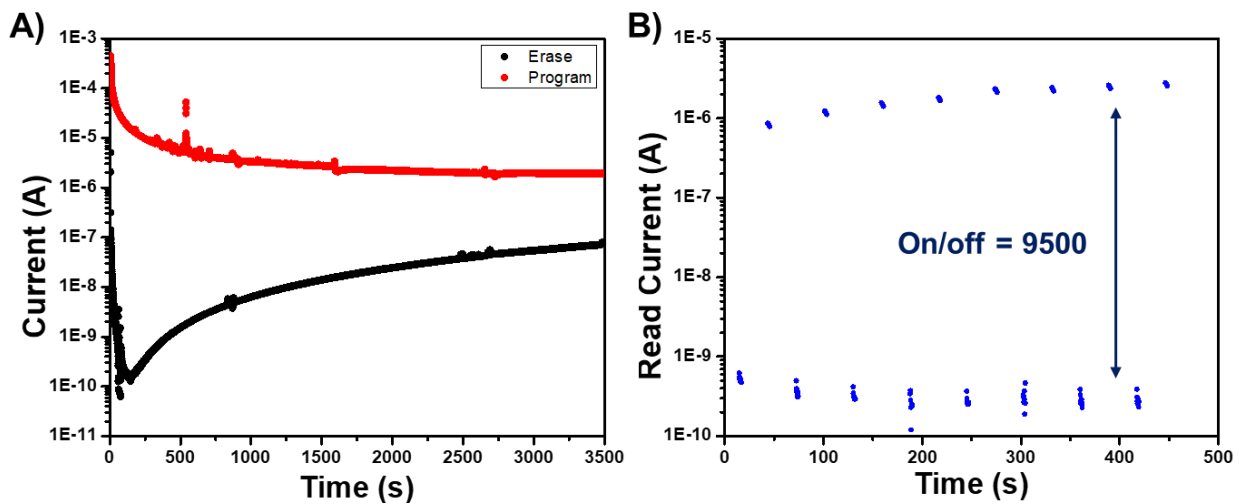 A)
Current (A)
1E-3
1E-4
1E-5
1E-6
1E-7
1E-8
1E-9
1E-10
1E-11
Erase
Program
0 500 1000 1500 2000 2500 3000 3500
Time (s)
B)
Read Current (A)
1E-5
1E-6
1E-7
1E-8
1E-9
1E-10
On/off = 9500
0 100 200 300 400 500
Time (s)